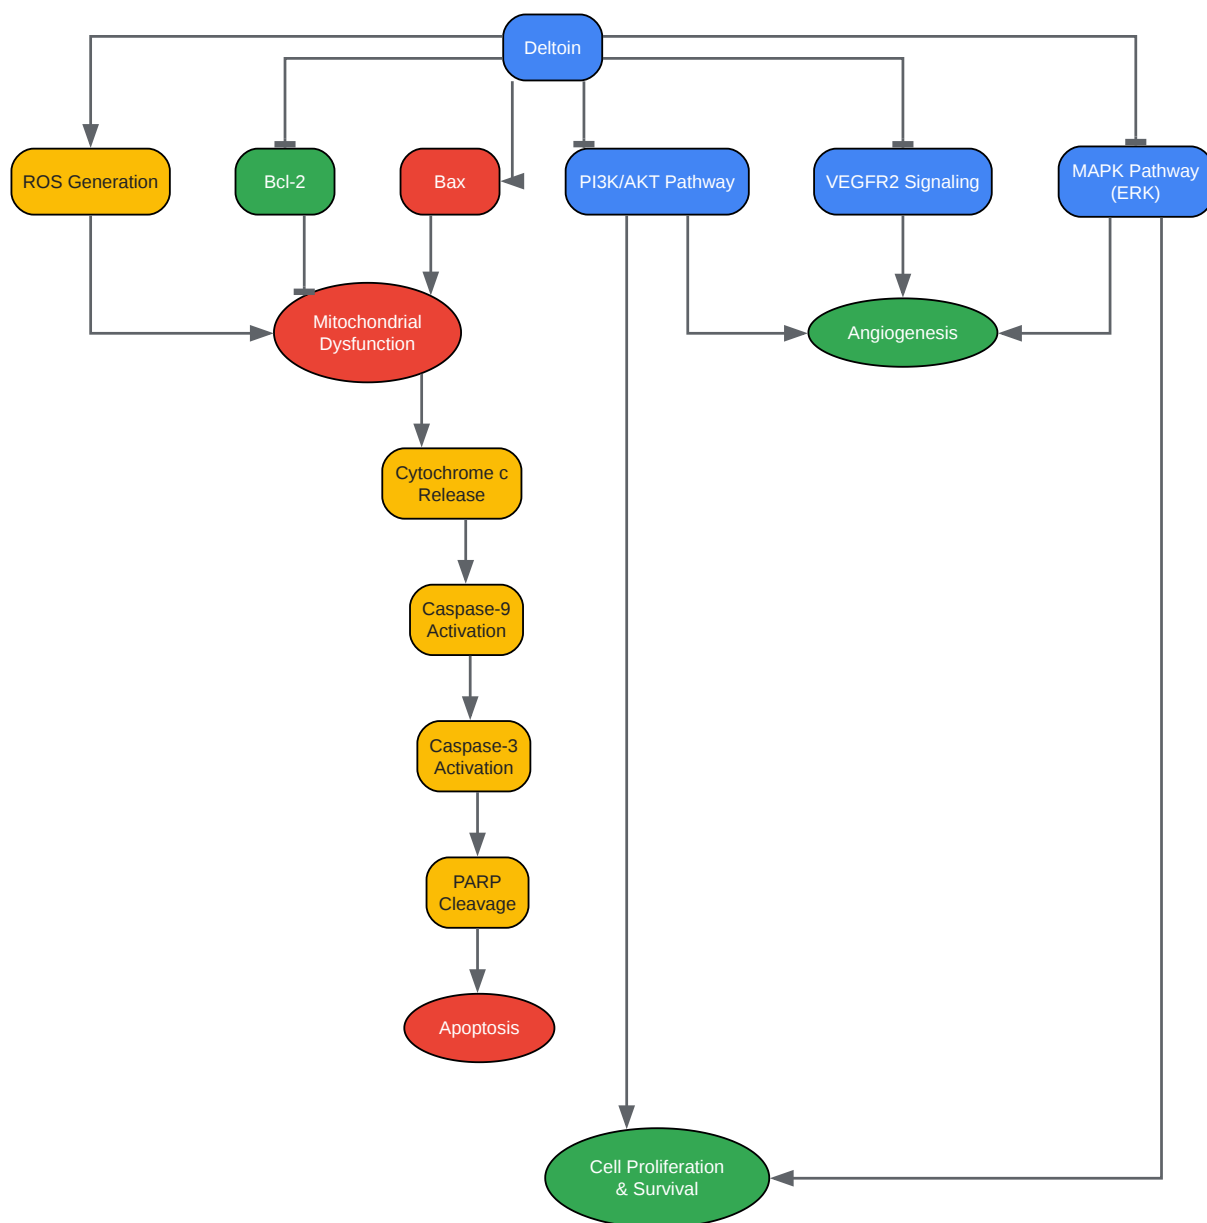 Deltoin
ROS Generation
Bcl-2
Bax
PI3K/AKT Pathway
VEGFR2 Signaling
MAPK Pathway
(ERK)
Mitochondrial
Dysfunction
Angiogenesis
Cytochrome c
Release
Caspase-9
Activation
Caspase-3
Activation
PARP
Cleavage
Apoptosis
Cell Proliferation
& Survival